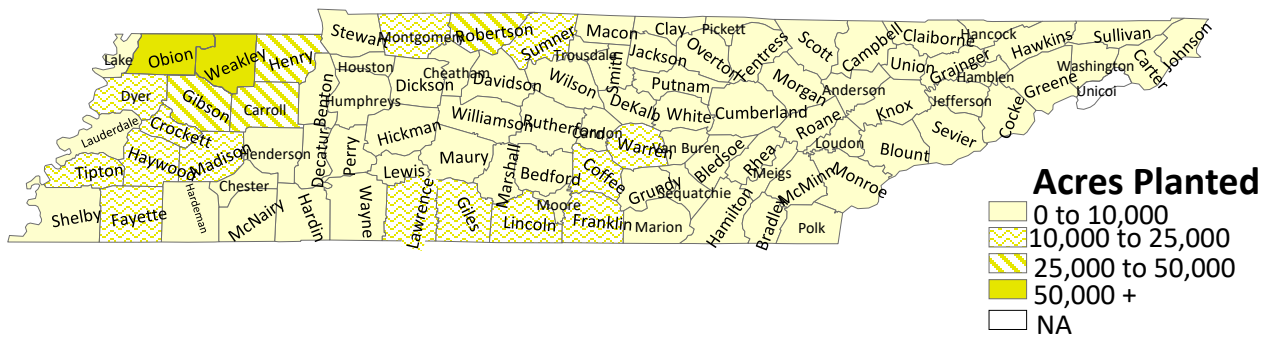 Stewart
Montgomery
Robertson
Sumner
Macon
Clay
Pickett
Scott
Campbell
Claiborne
Hancock
Hawkins
Sullivan
Johnson
Lake
Obion
Weakley
Henry
Houston
Cheatham
Trousdale
Smith
Jackson
Overton
Fentress
Union
Grainger
Hamblen
Washington
Carter
Unicoi
Greene
Dyer
Gibson
Carroll
Benton
Humphreys
Dickson
Davidson
Wilson
DeKalb
Putnam
White
Cumberland
Morgan
Anderson
Knox
Jefferson
Cocke
Lauderdale
Crockett
Haywood
Madison
Henderson
Decatur
Perry
Hickman
Williamson
Rutherford
Cannon
Warren
Van Buren
Bledsoe
Rhea
Roane
Loudon
Blount
Sevier
Tipton
Chester
Lewis
Maury
Marshall
Bedford
Coffee
Grundy
Sequatchie
Meigs
McMinn
Monroe
Shelby
Fayette
Hardeman
McNairy
Hardin
Wayne
Lawrence
Giles
Lincoln
Moore
Franklin
Marion
Hamilton
Bradley
Polk
Acres Planted
0 to 10,000
10,000 to 25,000
25,000 to 50,000
50,000 +
NA